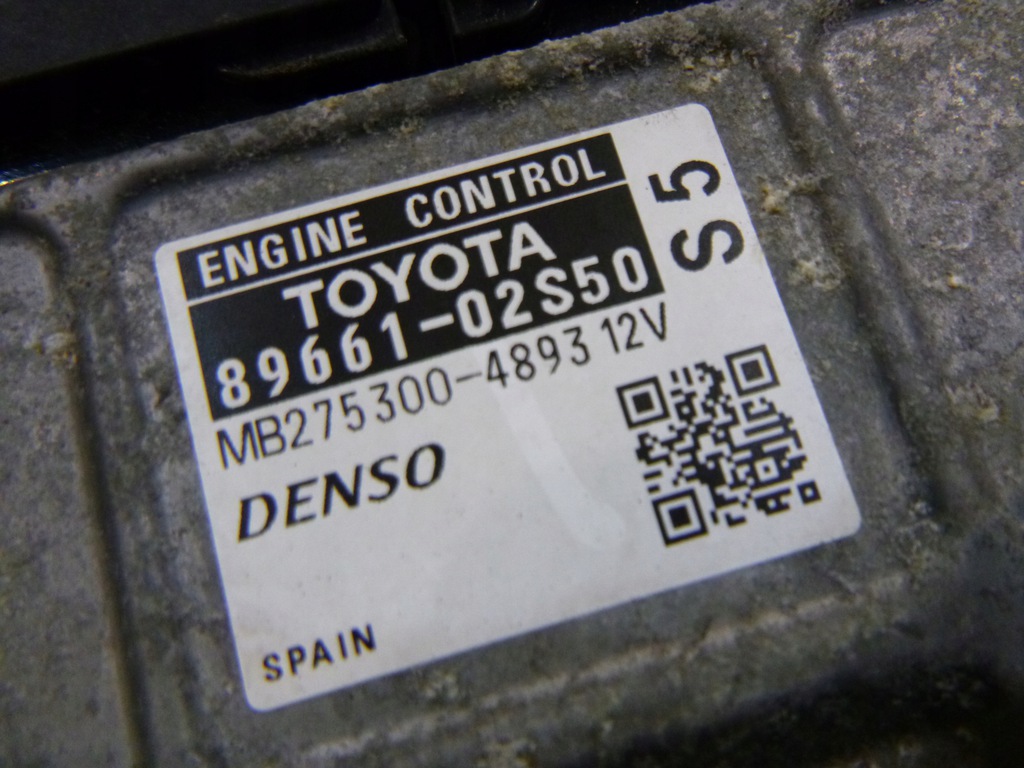 ENGINE CONTROL
TOYOTA
89661-02S50
MB275300-4893 12V
DENSO
SPAIN
S5